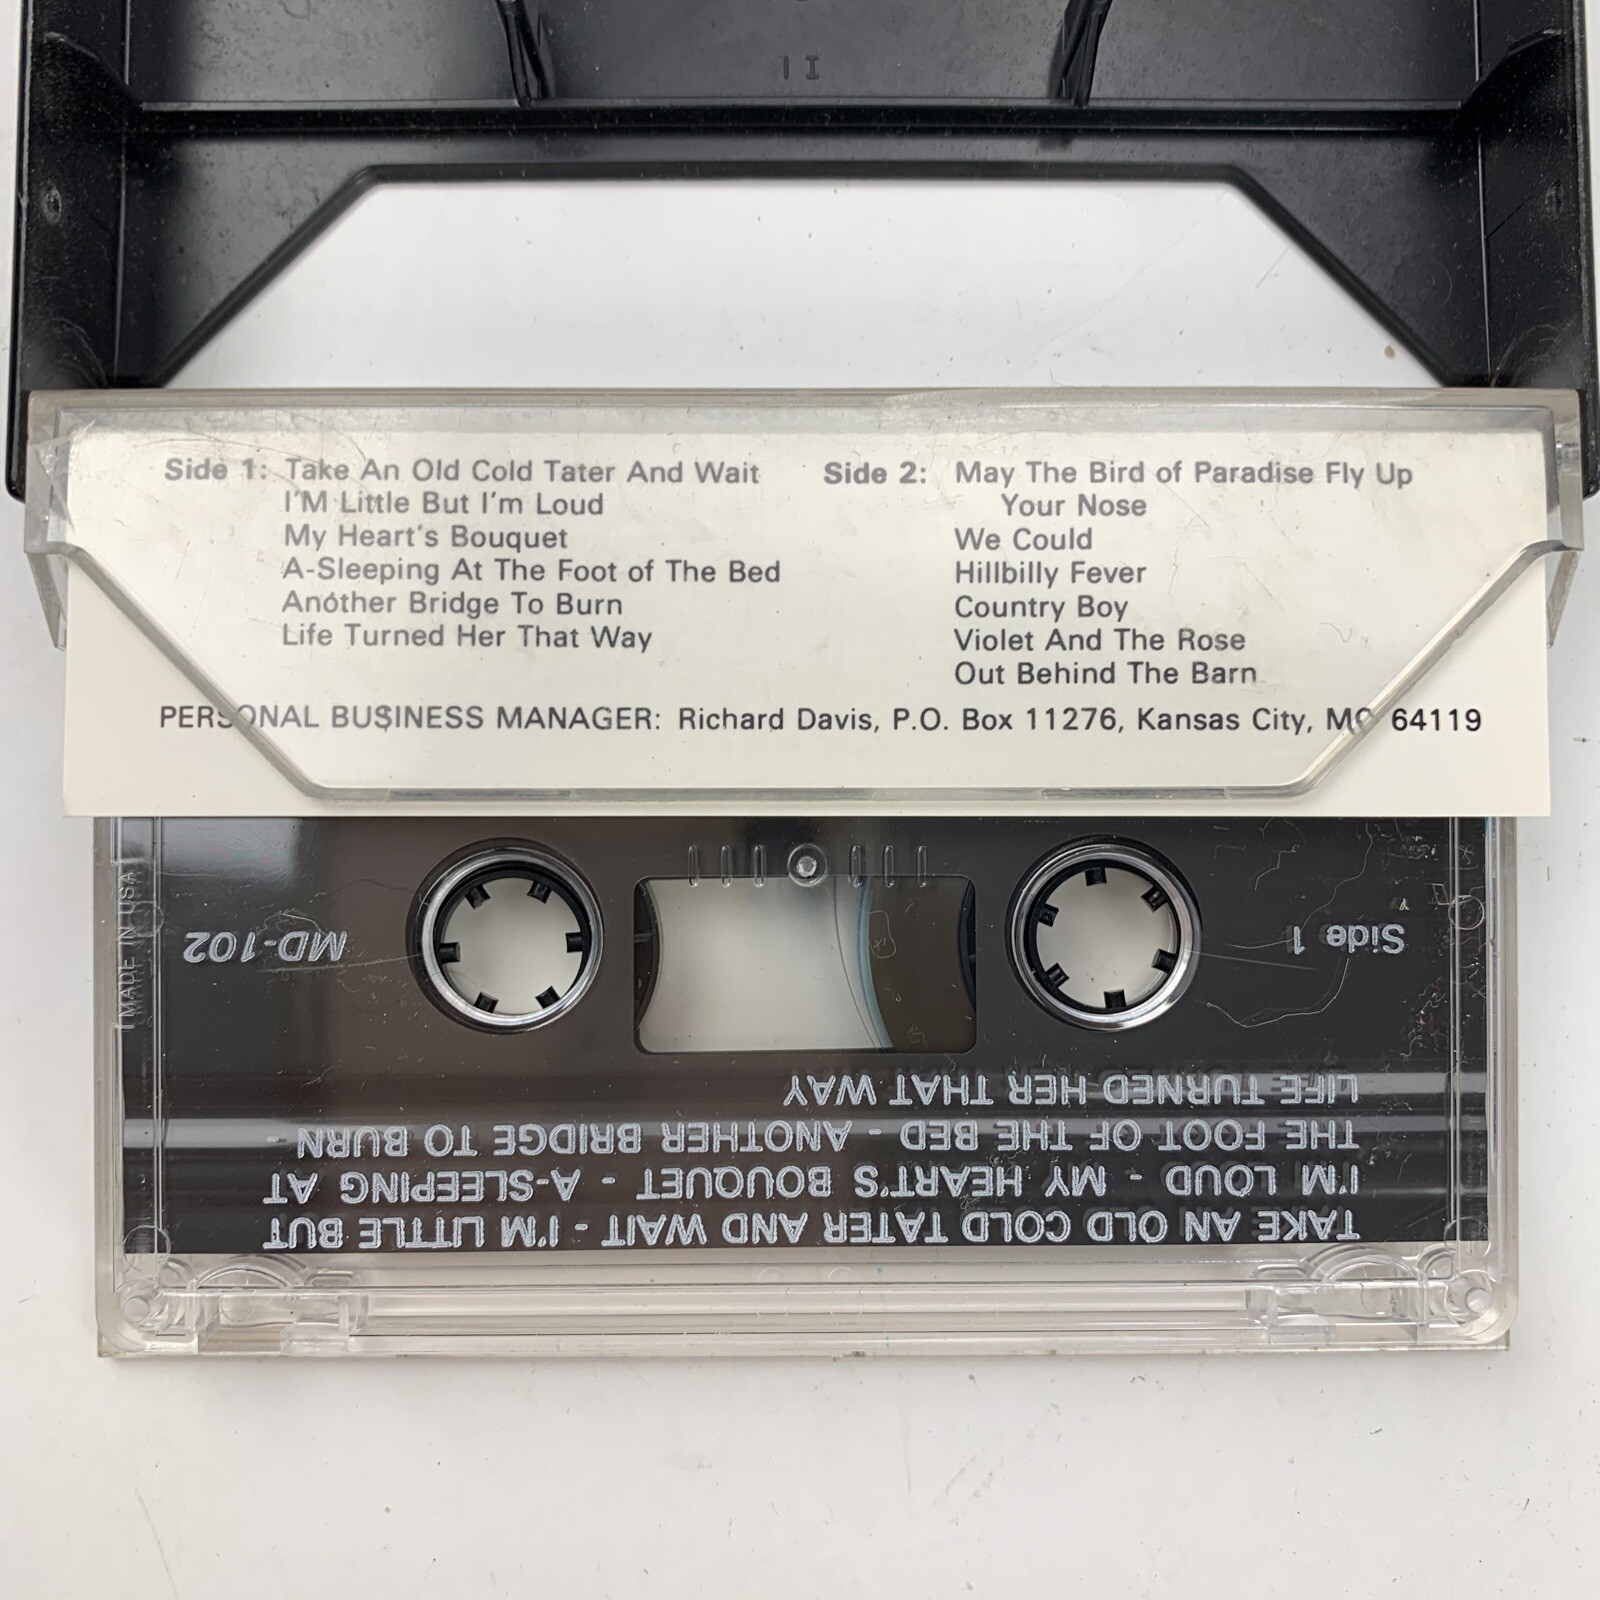 Side 1: Take An Old Cold Tater And Wait
I'M Little But I'm Loud
My Heart's Bouquet
A-Sleeping At The Foot of The Bed
Another Bridge To Burn
Life Turned Her That Way
Side 2: May The Bird of Paradise Fly Up
Your Nose
We Could
Hillbilly Fever
Country Boy
Violet And The Rose
Out Behind The Barn
PERSONAL BUSINESS MANAGER: Richard Davis, P.O. Box 11276, Kansas City, MO 64119
TAKE AN OLD COLD TATER AND WAIT - I'M LITTLE BUT
I'M LOUD - MY HEART'S BOUQUET - A-SLEEPING AT
THE FOOT OF THE BED - ANOTHER BRIDGE TO BURN -
LIFE TURNED HER THAT WAY
Side 1
MD-102
MADE IN USA